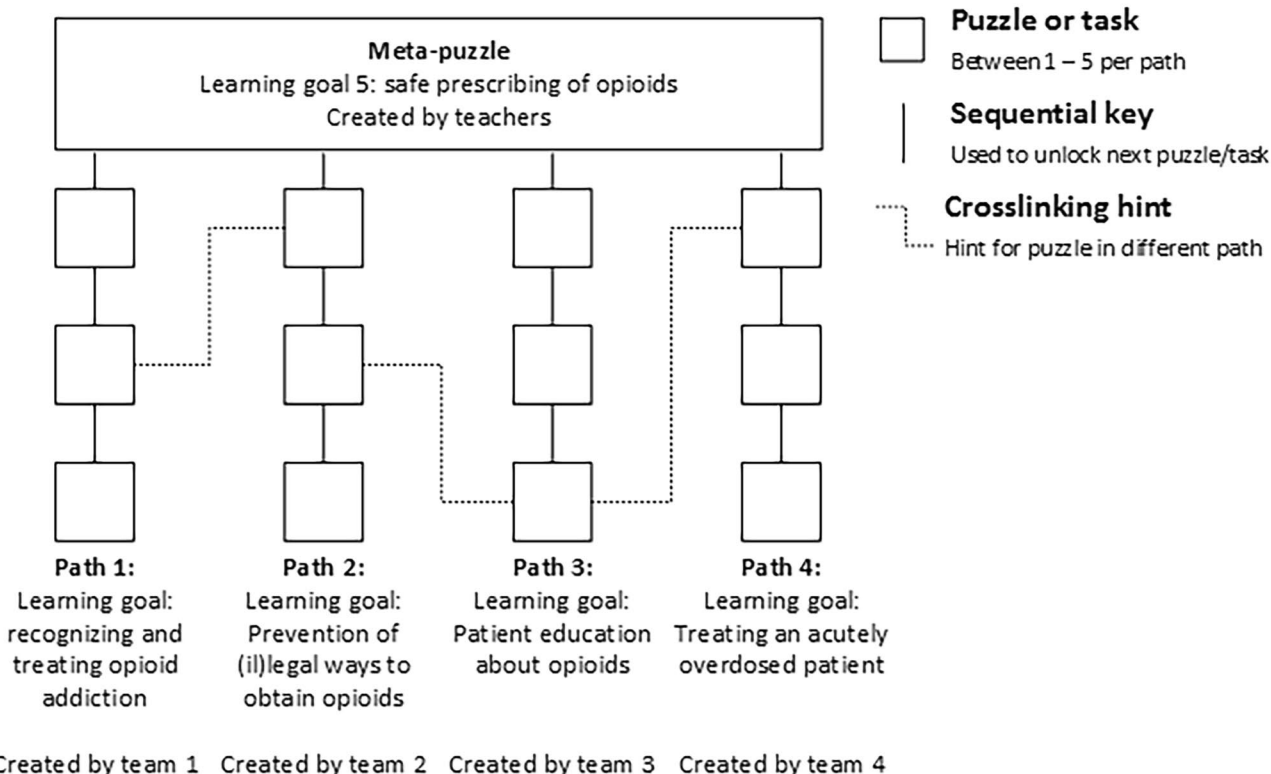 Meta-puzzle
Learning goal 5: safe prescribing of opioids
Created by teachers
Puzzle or task
Between 1 – 5 per path
Sequential key
Used to unlock next puzzle/task
Crosslinking hint
Hint for puzzle in different path
Path 1:
Learning goal:
recognizing and
treating opioid
addiction
Created by team 1
Path 2:
Learning goal:
Prevention of
(il)legal ways to
obtain opioids
Created by team 2
Path 3:
Learning goal:
Patient education
about opioids
Created by team 3
Path 4:
Learning goal:
Treating an acutely
overdosed patient
Created by team 4